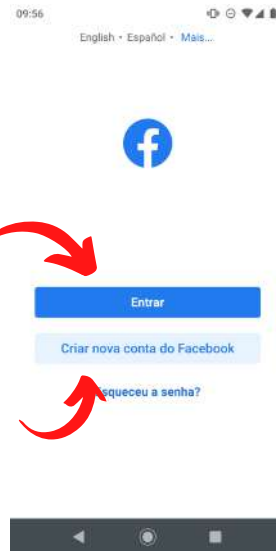 09:56
English • Español • Mais...
Entrar
Criar nova conta do Facebook
squeceu a senha?